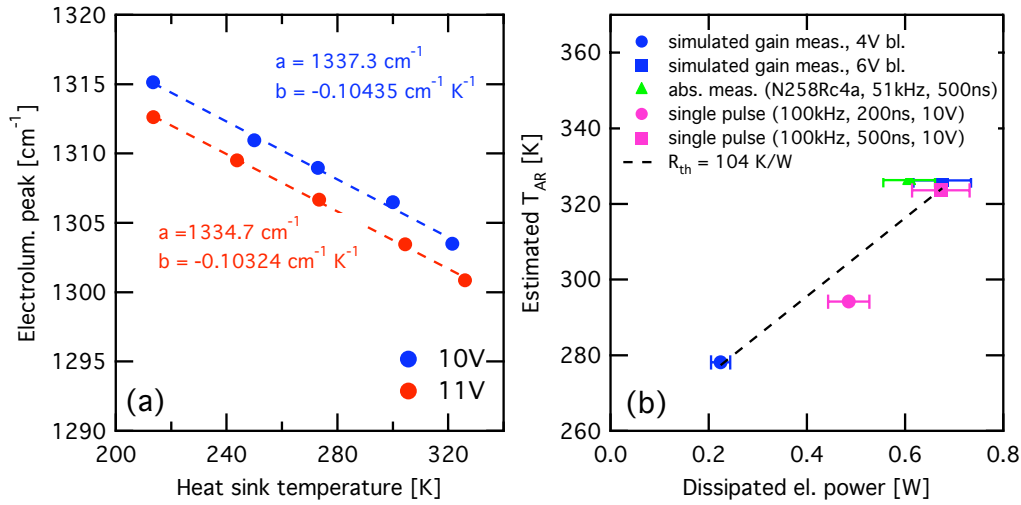 1320
1315
1310
1305
1300
1295
1290
Electrolum. peak [cm⁻¹]
a = 1337.3 cm⁻¹
b = -0.10435 cm⁻¹ K⁻¹
a =1334.7 cm⁻¹
b = -0.10324 cm⁻¹ K⁻¹
10V
11V
(a)
200 240 280 320
Heat sink temperature [K]
360
340
320
300
280
260
Estimated T_AR [K]
simulated gain meas., 4V bl.
simulated gain meas., 6V bl.
abs. meas. (N258Rc4a, 51kHz, 500ns)
single pulse (100kHz, 200ns, 10V)
single pulse (100kHz, 500ns, 10V)
R_th = 104 K/W
(b)
0.0 0.2 0.4 0.6 0.8
Dissipated el. power [W]